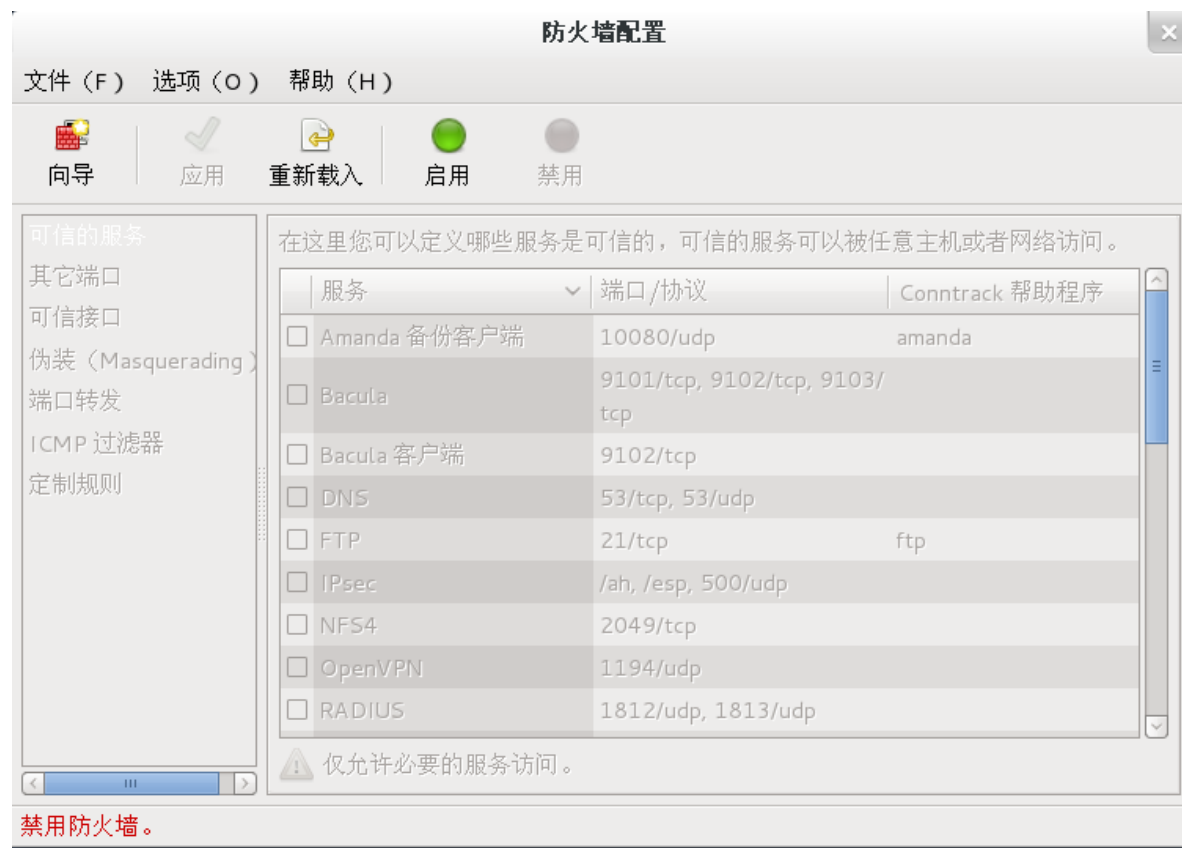 防火墙配置
文件（F） 选项（O） 帮助（H）
向导 应用 重新载入 启用 禁用
可信的服务
其它端口
可信接口
伪装（Masquerading）
端口转发
ICMP 过滤器
定制规则
在这里您可以定义哪些服务是可信的，可信的服务可以被任意主机或者网络访问。
服务 端口/协议 Conntrack 帮助程序
Amanda 备份客户端 10080/udp amanda
Bacula 9101/tcp, 9102/tcp, 9103/
tcp
Bacula 客户端 9102/tcp
DNS 53/tcp, 53/udp
FTP 21/tcp ftp
IPsec /ah, /esp, 500/udp
NFS4 2049/tcp
OpenVPN 1194/udp
RADIUS 1812/udp, 1813/udp
仅允许必要的服务访问。
禁用防火墙。